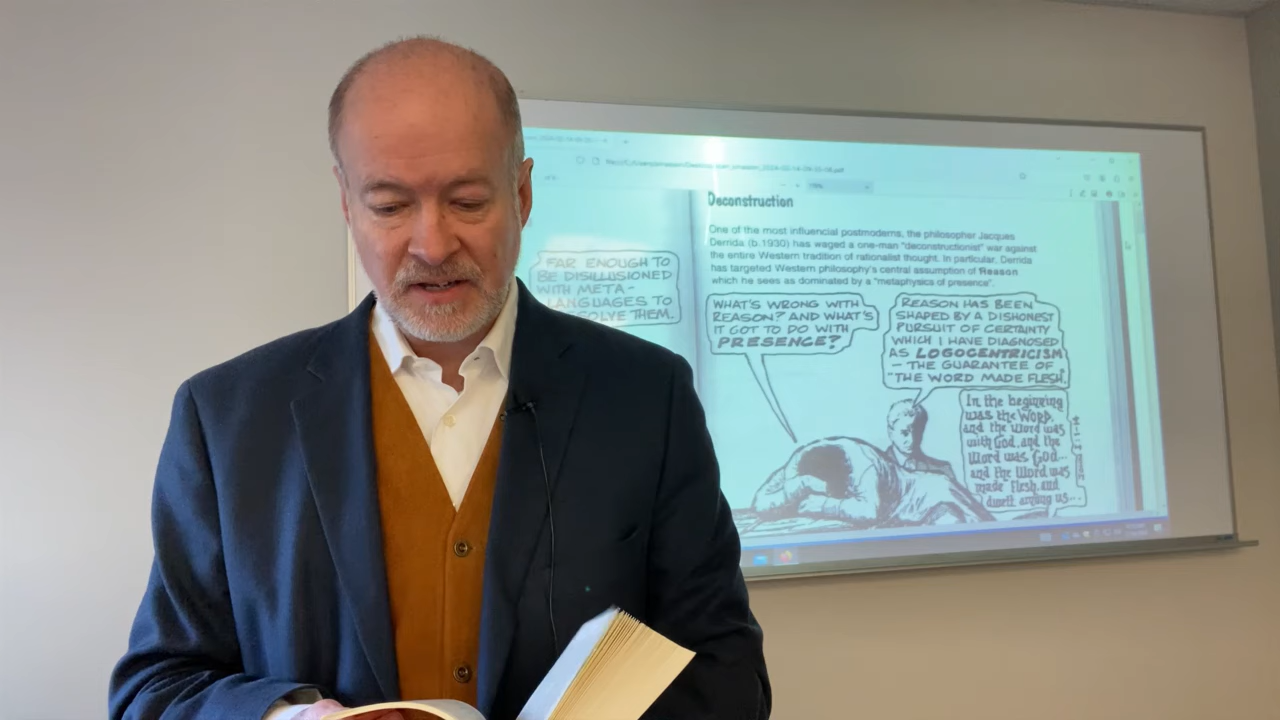 FAR ENOUGH TO
BE DISILLUSIONED
WITH META-
LANGUAGES TO
SOLVE THEM.
Deconstruction
One of the most influential postmoderns, the philosopher Jacques
Derrida (b.1930) has waged a one-man "deconstructionist" war against
the entire Western tradition of rationalist thought. In particular, Derrida
has targeted Western philosophy's central assumption of Reason
which he sees as dominated by a "metaphysics of presence".
WHAT'S WRONG WITH
REASON? AND WHAT'S
IT GOT TO DO WITH
PRESENCE?
REASON HAS BEEN
SHAPED BY A DISHONEST
PURSUIT OF CERTAINTY
WHICH I HAVE DIAGNOSED
AS LOGOCENTRICISM
– THE GUARANTEE OF
"THE WORD MADE FLESH.
In the beginning
was the WORD,
and the word was
with God, and the
Word was God...
and the Word was
made flesh, and
dwelt among us...